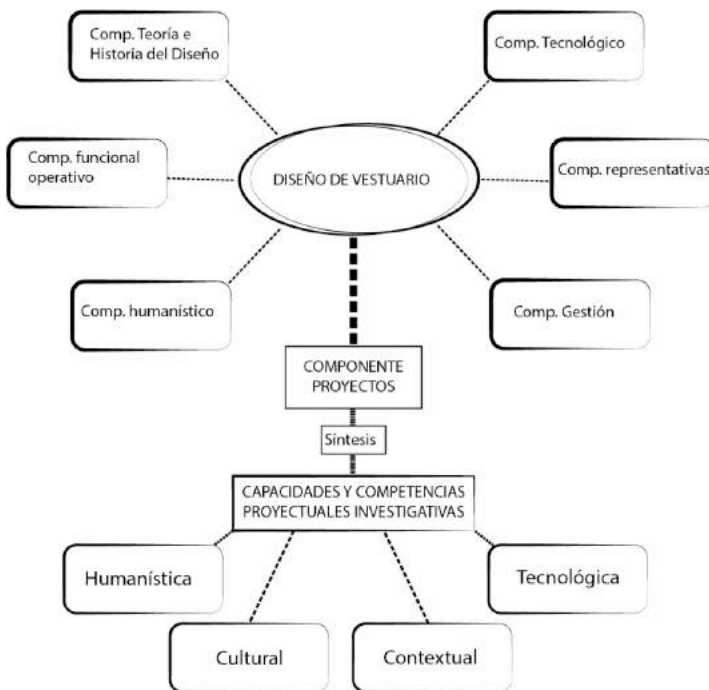 Comp. Teoría e
Historia del Diseño
Comp. Tecnológico
Comp. funcional
operativo
DISEÑO DE VESTUARIO
Comp. representativas
Comp. humanístico
Comp. Gestión
COMPONENTE
PROYECTOS
Síntesis
CAPACIDADES Y COMPETENCIAS
PROYECTUALES INVESTIGATIVAS
Humanística
Tecnológica
Cultural
Contextual